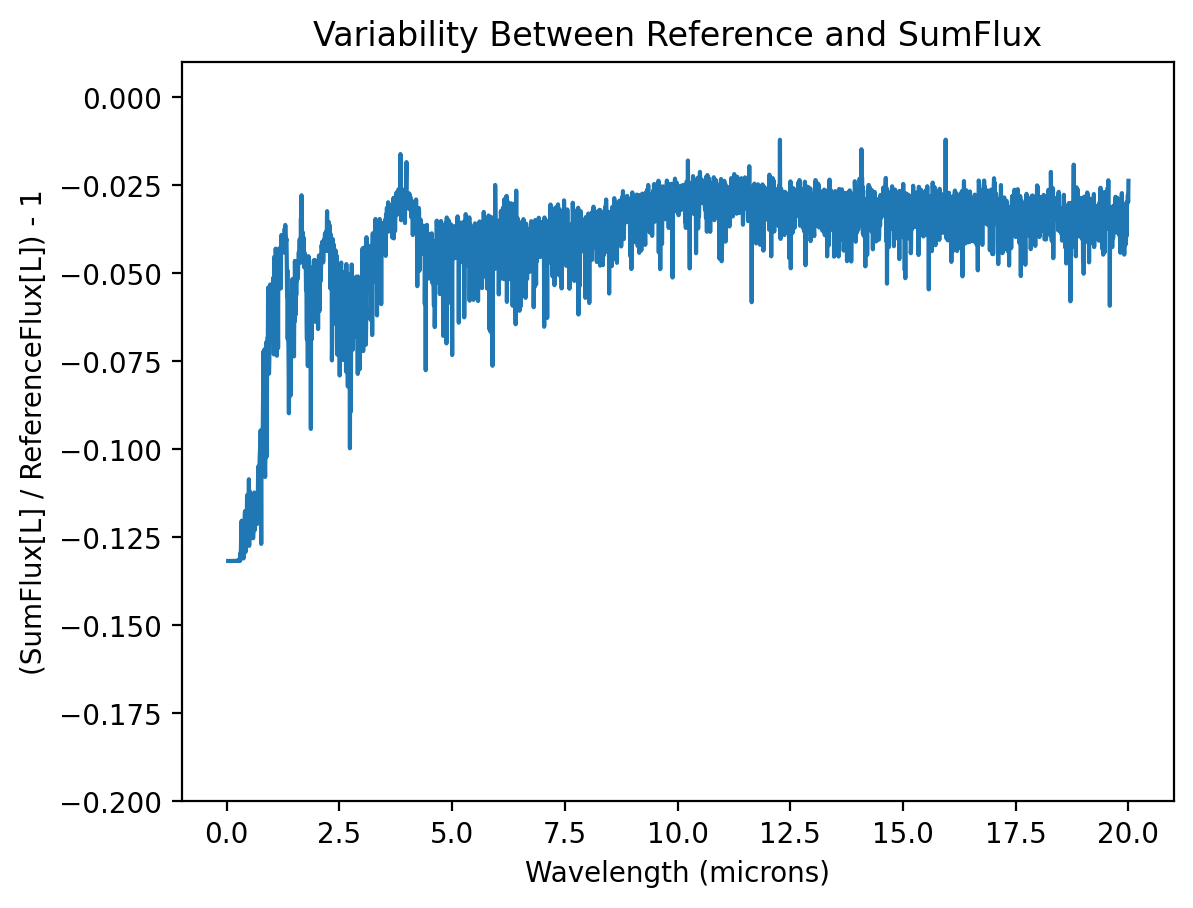 Variability Between Reference and SumFlux
(SumFlux[L] / ReferenceFlux[L]) - 1
0.000
−0.025
−0.050
−0.075
−0.100
−0.125
−0.150
−0.175
−0.200
0.0 2.5 5.0 7.5 10.0 12.5 15.0 17.5 20.0
Wavelength (microns)